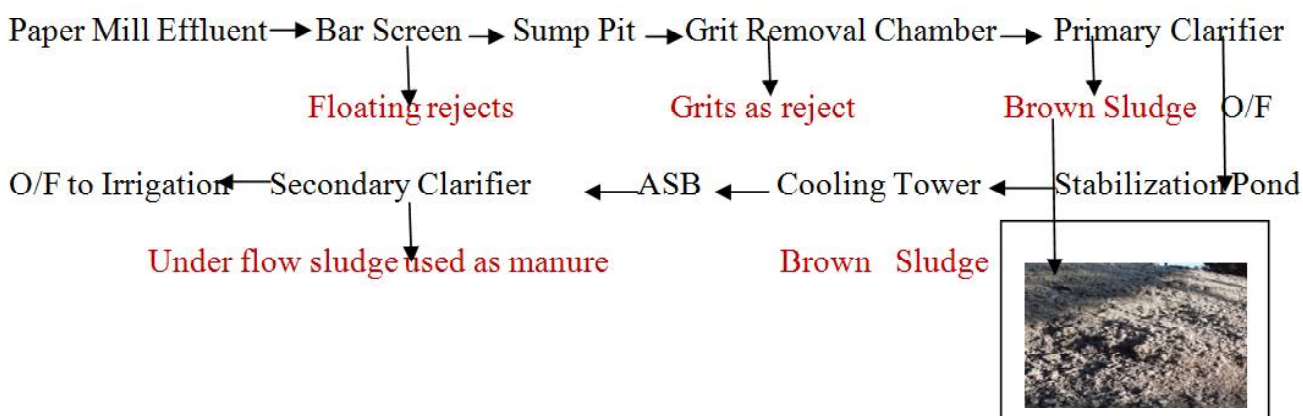 Paper Mill Effluent Bar Screen Sump Pit Grit Removal Chamber Primary Clarifier
Floating rejects Grits as reject Brown Sludge O/F
O/F to Irrigation Secondary Clarifier ASB Cooling Tower Stabilization Pond
Under flow sludge used as manure Brown Sludge